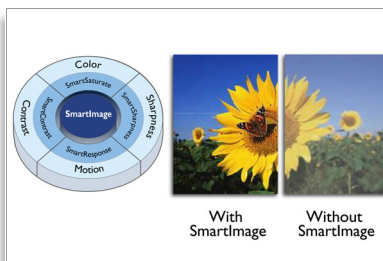 Color
SmartSaturate
Contrast
SmartContrast
SmartImage
SmartSharpness
Sharpness
SmartResponse
Motion
With
SmartImage
Without
SmartImage